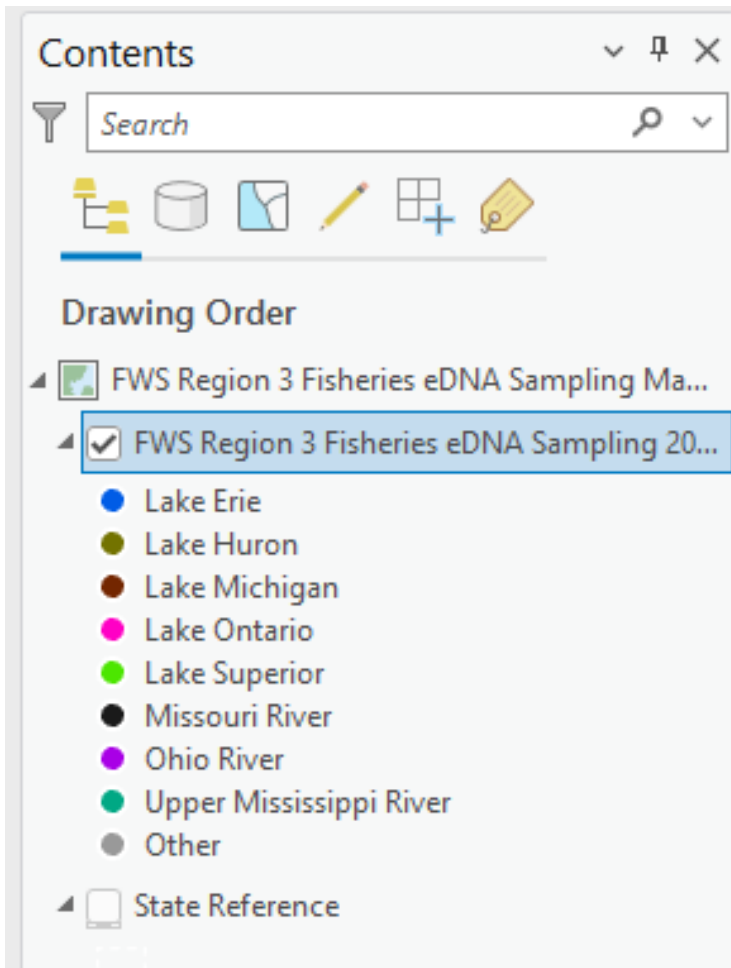 Contents
Search
Drawing Order
FWS Region 3 Fisheries eDNA Sampling Ma...
FWS Region 3 Fisheries eDNA Sampling 20...
Lake Erie
Lake Huron
Lake Michigan
Lake Ontario
Lake Superior
Missouri River
Ohio River
Upper Mississippi River
Other
State Reference